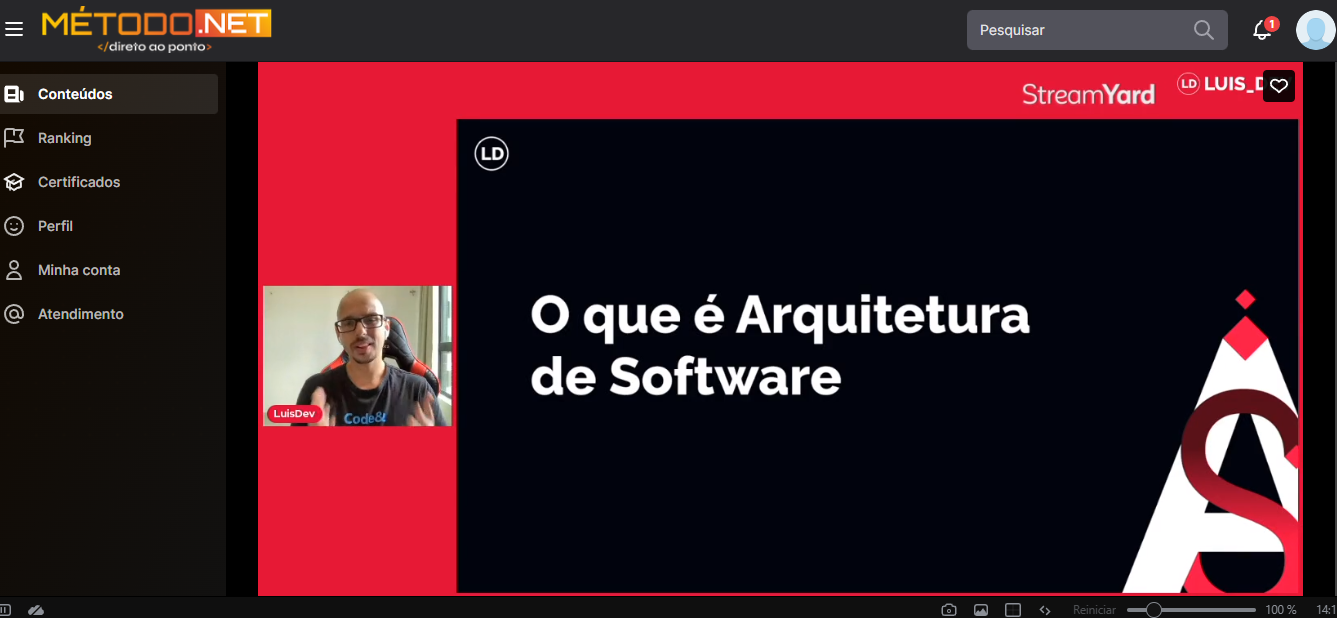 MÉTODO.NET
</direto ao ponto>
Pesquisar
1
Conteúdos
Ranking
Certificados
Perfil
Minha conta
Atendimento
StreamYard
LD LUIS_D
LD
O que é Arquitetura
de Software
Code&
LuisDev
Reiniciar
100 %
14:1